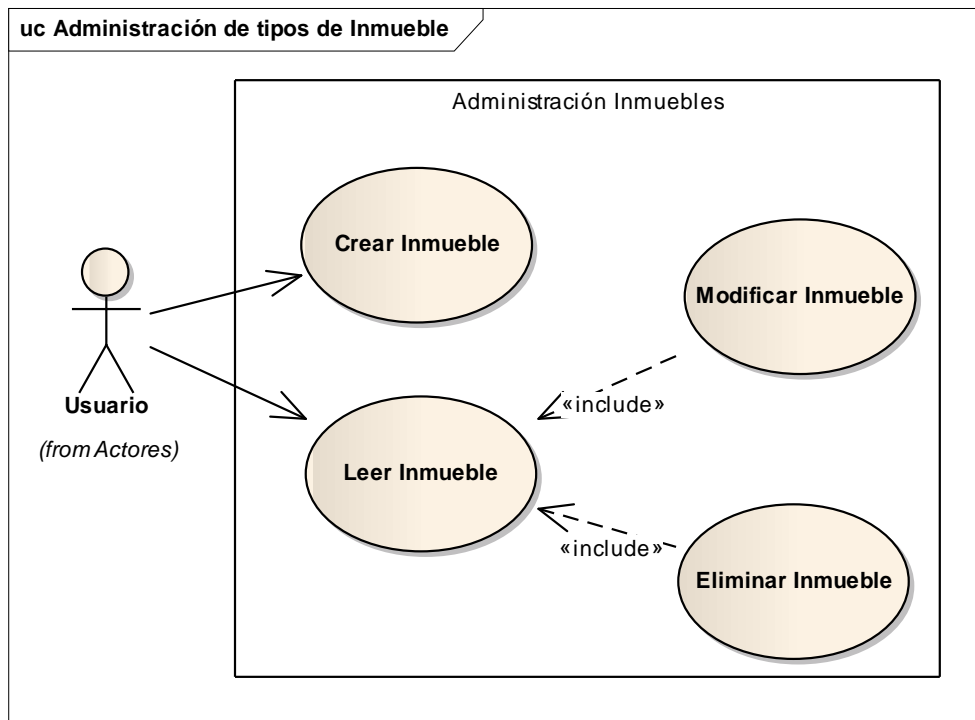 uc Administración de tipos de Inmueble
Administración Inmuebles
Crear Inmueble
Modificar Inmueble
Usuario
(from Actores)
«include»
Leer Inmueble
«include»
Eliminar Inmueble